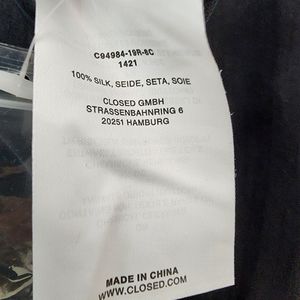 C94984-19R-8C
1421
100% SILK, SEIDE, SETA, SOIE
CLOSED GMBH
STRASSENBAHNRING 6
20251 HAMBURG
MADE IN CHINA
WWW.CLOSED.COM